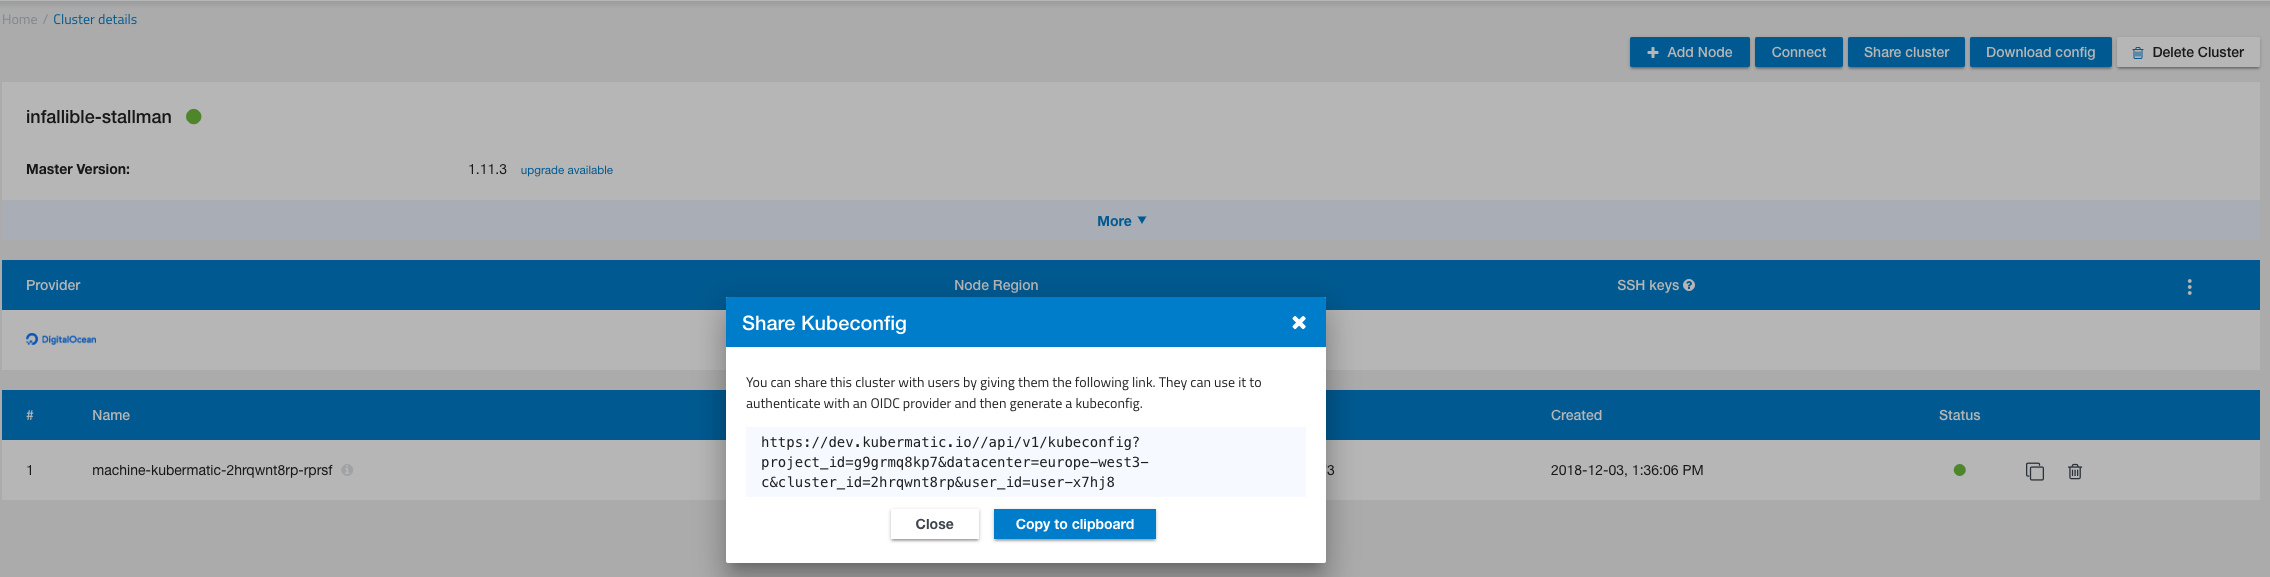 Home / Cluster details
+ Add Node Connect Share cluster Download config Delete Cluster
infallible-stallman
Master Version: 1.11.3 upgrade available
More
Provider Node Region SSH keys
DigitalOcean
Share Kubeconfig
You can share this cluster with users by giving them the following link. They can use it to
authenticate with an OIDC provider and then generate a kubeconfig.
https://dev.kubermatic.io//api/v1/kubeconfig?
project_id=g9grmq8kp7&datacenter=europe-west3-
c&cluster_id=2hrqwnt8rp&user_id=user-x7hj8
Close Copy to clipboard
# Name Created Status
1 machine-kubermatic-2hrqwnt8rp-rprsf 3 2018-12-03, 1:36:06 PM